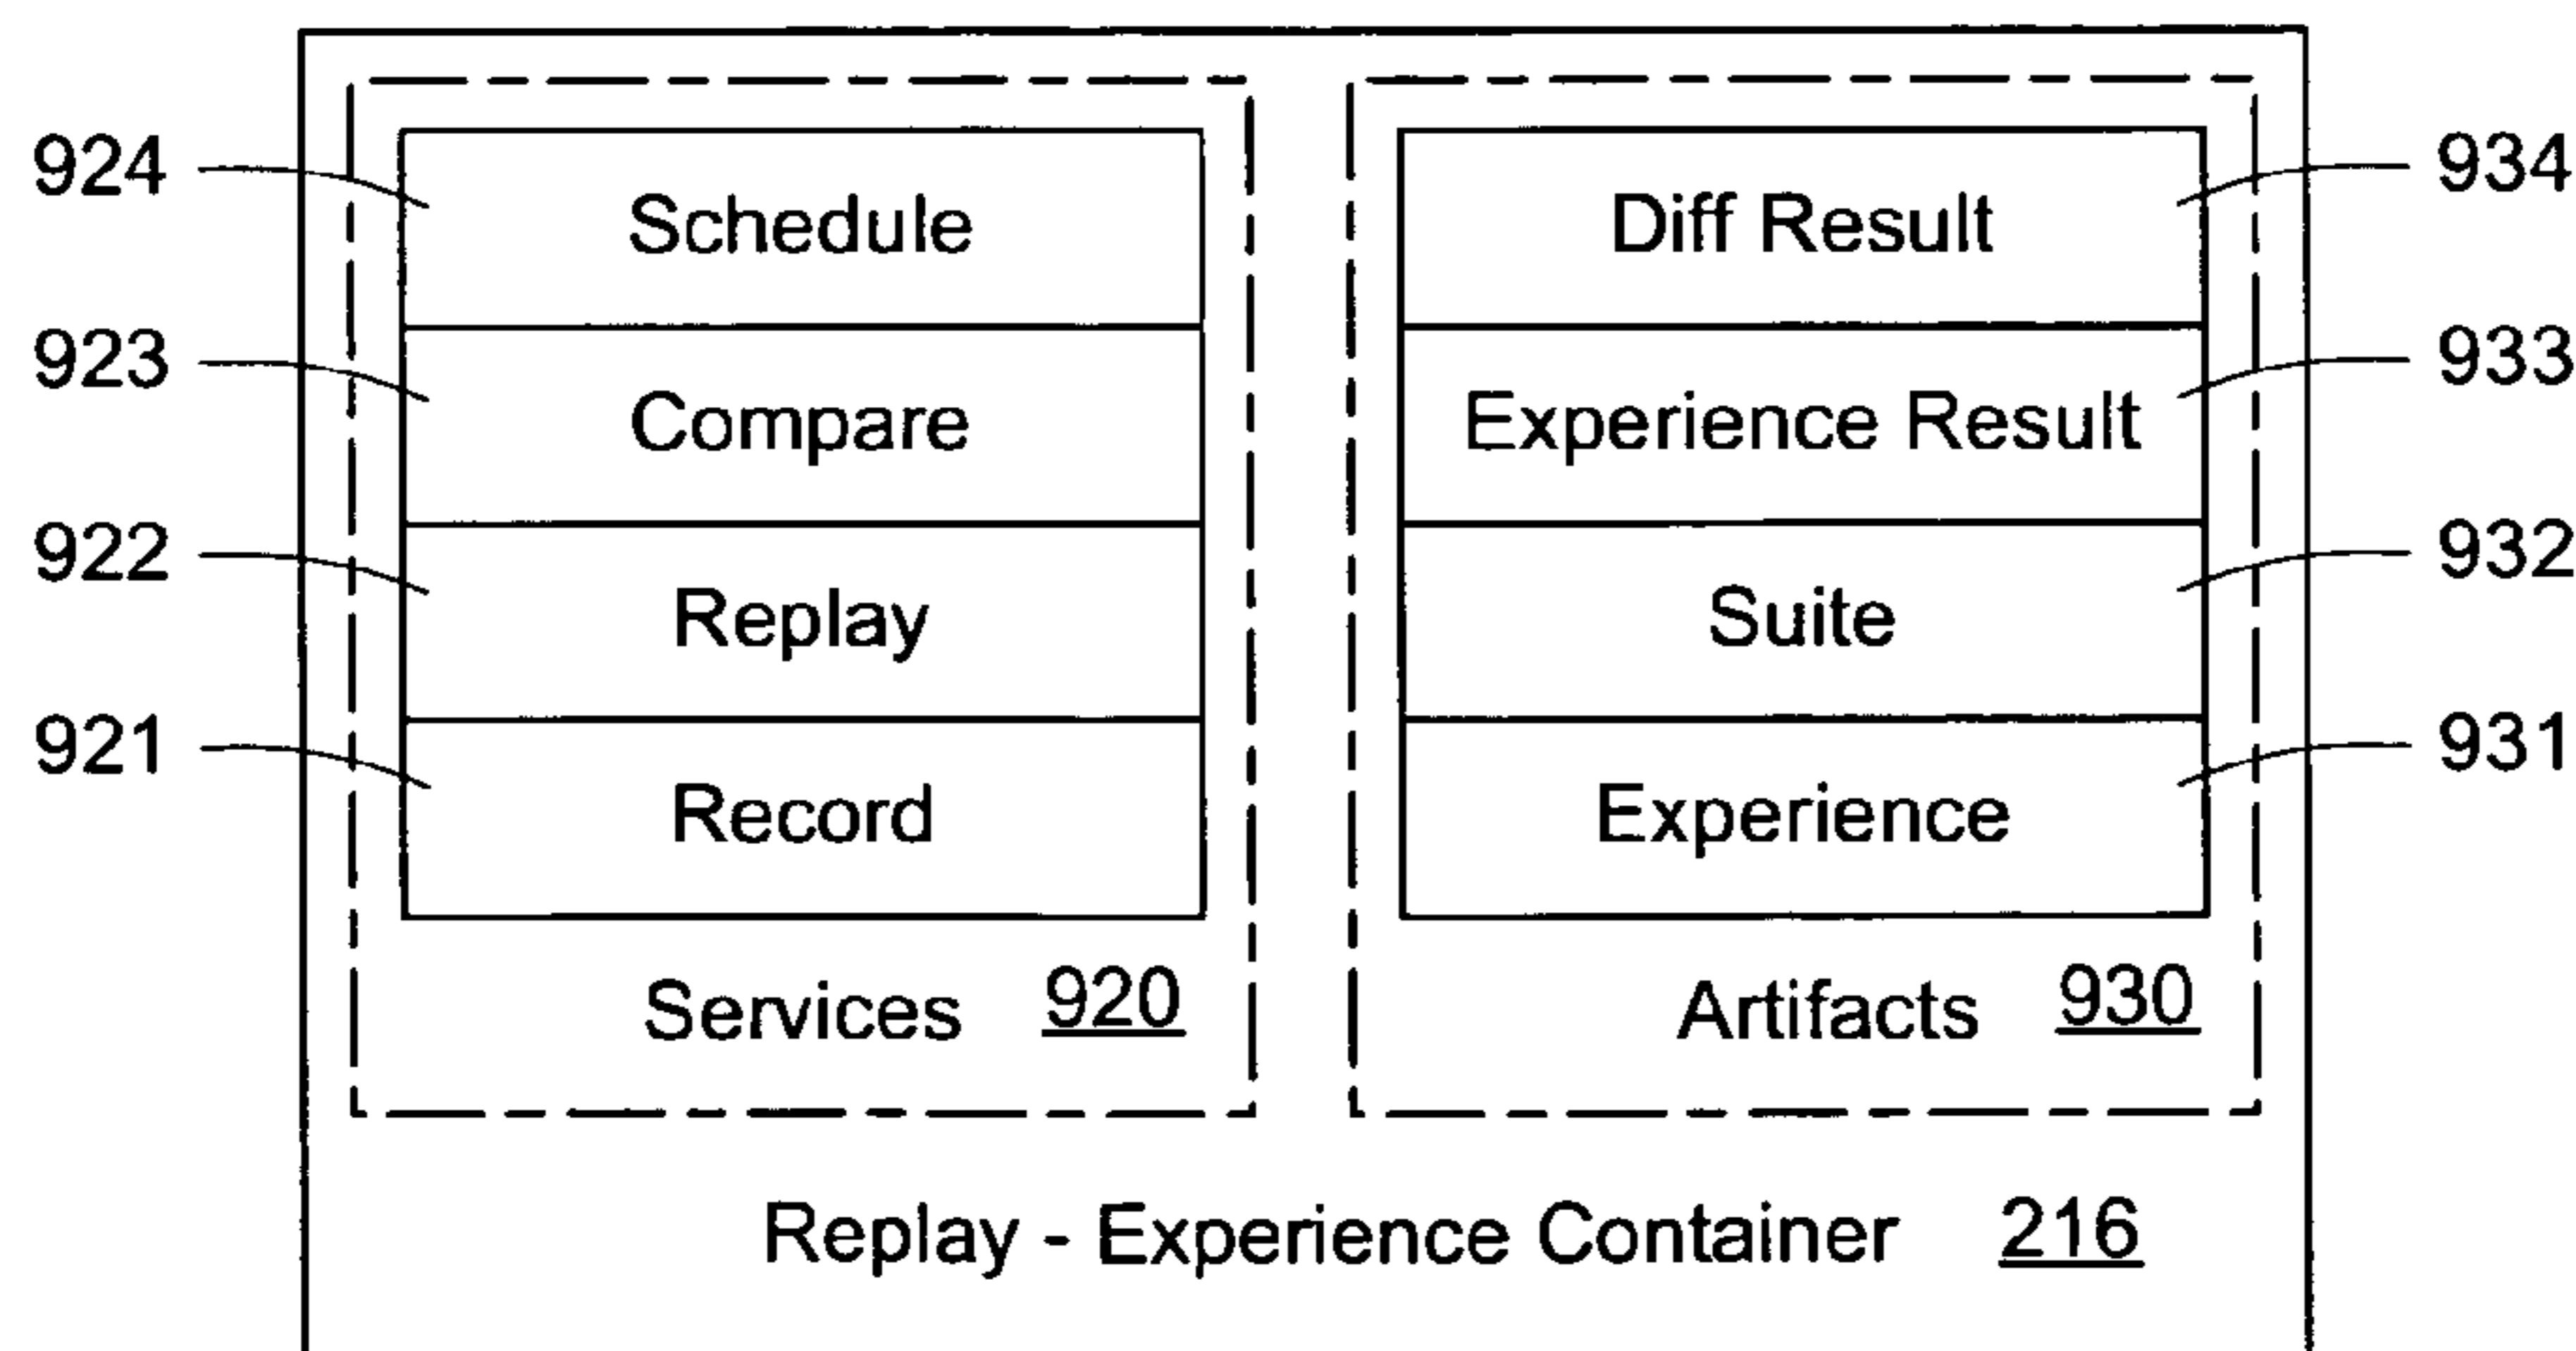 924 Schedule Diff Result 934
923 Compare Experience Result 933
922 Replay Suite 932
921 Record Experience 931
Services 920 Artifacts 930
Replay - Experience Container 216